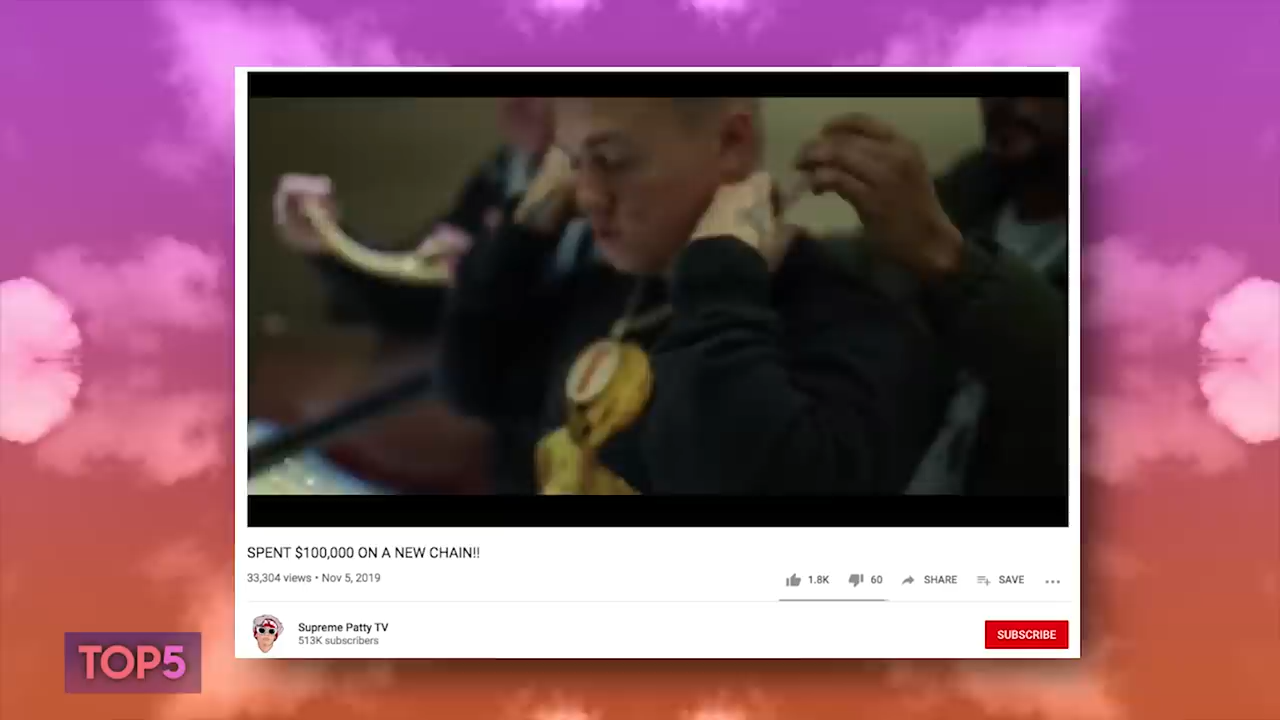 SPENT $100,000 ON A NEW CHAIN!!
33,304 views • Nov 5, 2019
1.8K 60 SHARE SAVE
Supreme Patty TV
513K subscribers
SUBSCRIBE
TOP5